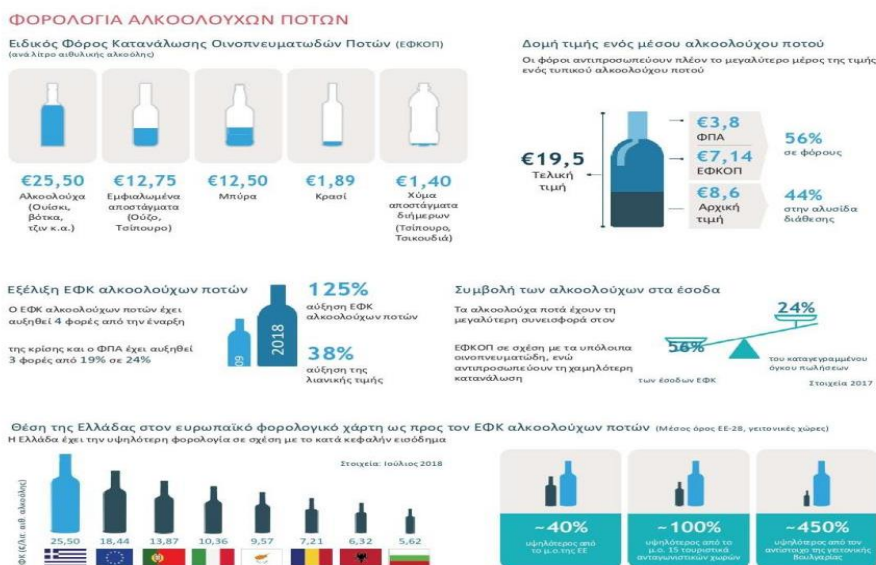 ΦΟΡΟΛΟΓΙΑ ΑΛΚΟΟΛΟΥΧΩΝ ΠΟΤΩΝ
Ειδικός Φόρος Κατανάλωσης Οινοπνευματωδών Ποτών (ΕΦΚΟΠ)
(ανά λίτρο αιθυλικής αλκοόλης)
€25,50
Αλκοολούχα
(Ουίσκι,
βότκα,
τζιν κ.α.)
€12,75
Εμφιαλωμένα
αποστάγματα
(Ούζο,
Τσίπουρο)
€12,50
Μπύρα
€1,89
Κρασί
€1,40
Χύμα
αποστάγματα
διήμερων
(Τσίπουρο,
Τσικουδιά)
Δομή τιμής ενός μέσου αλκοολούχου ποτού
Οι φόροι αντιπροσωπεύουν πλέον το μεγαλύτερο μέρος της τιμής
ενός τυπικού αλκοολούχου ποτού
€19,5
Τελική
τιμή
€3,8
ΦΠΑ
€7,14
ΕΦΚΟΠ
€8,6
Αρχική
τιμή
56%
σε φόρους
44%
στην αλυσίδα
διάθεσης
Εξέλιξη ΕΦΚ αλκοολούχων ποτών
Ο ΕΦΚ αλκοολούχων ποτών έχει
αυξηθεί 4 φορές από την έναρξη
της κρίσης και ο ΦΠΑ έχει αυξηθεί
3 φορές από 19% σε 24%
09
2018
125%
αύξηση ΕΦΚ
αλκοολούχων ποτών
38%
αύξηση της
λιανικής τιμής
Συμβολή των αλκοολούχων στα έσοδα
Τα αλκοολούχα ποτά έχουν τη
μεγαλύτερη συνεισφορά στον
ΕΦΚΟΠ σε σχέση με τα υπόλοιπα
οινοπνευματώδη, ενώ
αντιπροσωπεύουν τη χαμηλότερη
κατανάλωση
56%
των έσοδων ΕΦΚ
24%
του καταγεγραμμένου
όγκου πωλήσεων
Στοιχεία 2017
Θέση της Ελλάδας στον ευρωπαϊκό φορολογικό χάρτη ως προς τον ΕΦΚ αλκοολούχων ποτών (Μέσος όρος ΕΕ-28, γειτονικές χώρες)
Η Ελλάδα έχει την υψηλότερη φορολογία σε σχέση με το κατά κεφαλήν εισόδημα
Στοιχεία: Ιούλιος 2018
ΦΚ (€/λιτ. αιθ. αλκοόλης)
25,50 18,44 13,87 10,36 9,57 7,21 6,32 5,62
~40%
υψηλότερος από
το μ.ο.της ΕΕ
~100%
υψηλότερος από το
μ.ο. 15 τουριστικά
ανταγωνιστικών χωρών
~450%
υψηλότερος από τον
αντίστοιχο της γειτονικής
Βουλγαρίας